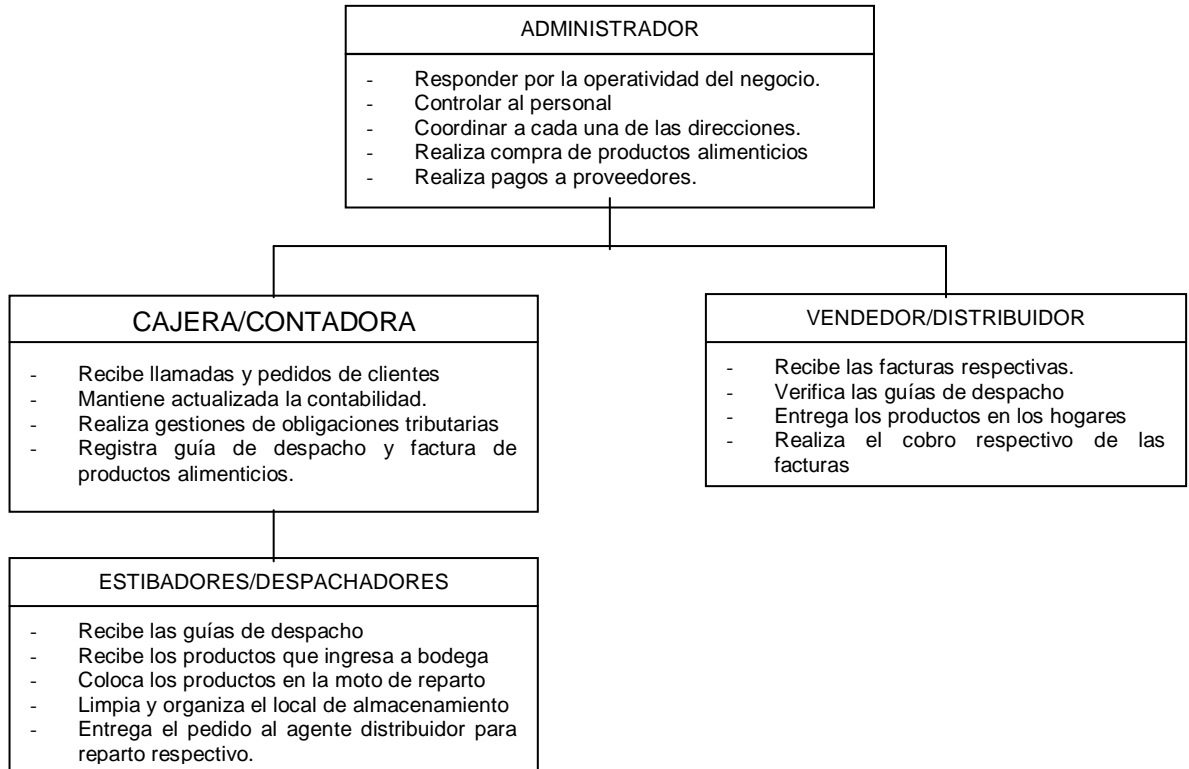 ADMINISTRADOR
- Responder por la operatividad del negocio.
- Controlar al personal
- Coordinar a cada una de las direcciones.
- Realiza compra de productos alimenticios
- Realiza pagos a proveedores.
CAJERA/CONTADORA
- Recibe llamadas y pedidos de clientes
- Mantiene actualizada la contabilidad.
- Realiza gestiones de obligaciones tributarias
- Registra guía de despacho y factura de
productos alimenticios.
VENDEDOR/DISTRIBUIDOR
- Recibe las facturas respectivas.
- Verifica las guías de despacho
- Entrega los productos en los hogares
- Realiza el cobro respectivo de las
facturas
ESTIBADORES/DESPACHADORES
- Recibe las guías de despacho
- Recibe los productos que ingresa a bodega
- Coloca los productos en la moto de reparto
- Limpia y organiza el local de almacenamiento
- Entrega el pedido al agente distribuidor para
reparto respectivo.